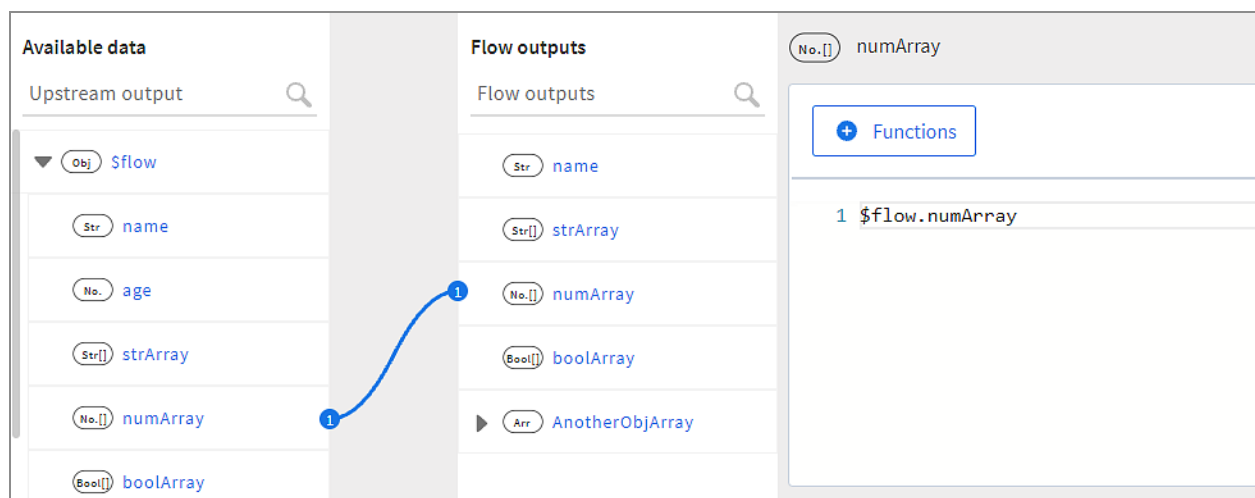 Available data
Upstream output
Obj $flow
Str name
No. age
Str[] strArray
No.[] numArray
Bool[] boolArray
1
1
Flow outputs
Flow outputs
Str name
Str[] strArray
No.[] numArray
Bool[] boolArray
Arr AnotherObjArray
No.[] numArray
Functions
1 $flow.numArray